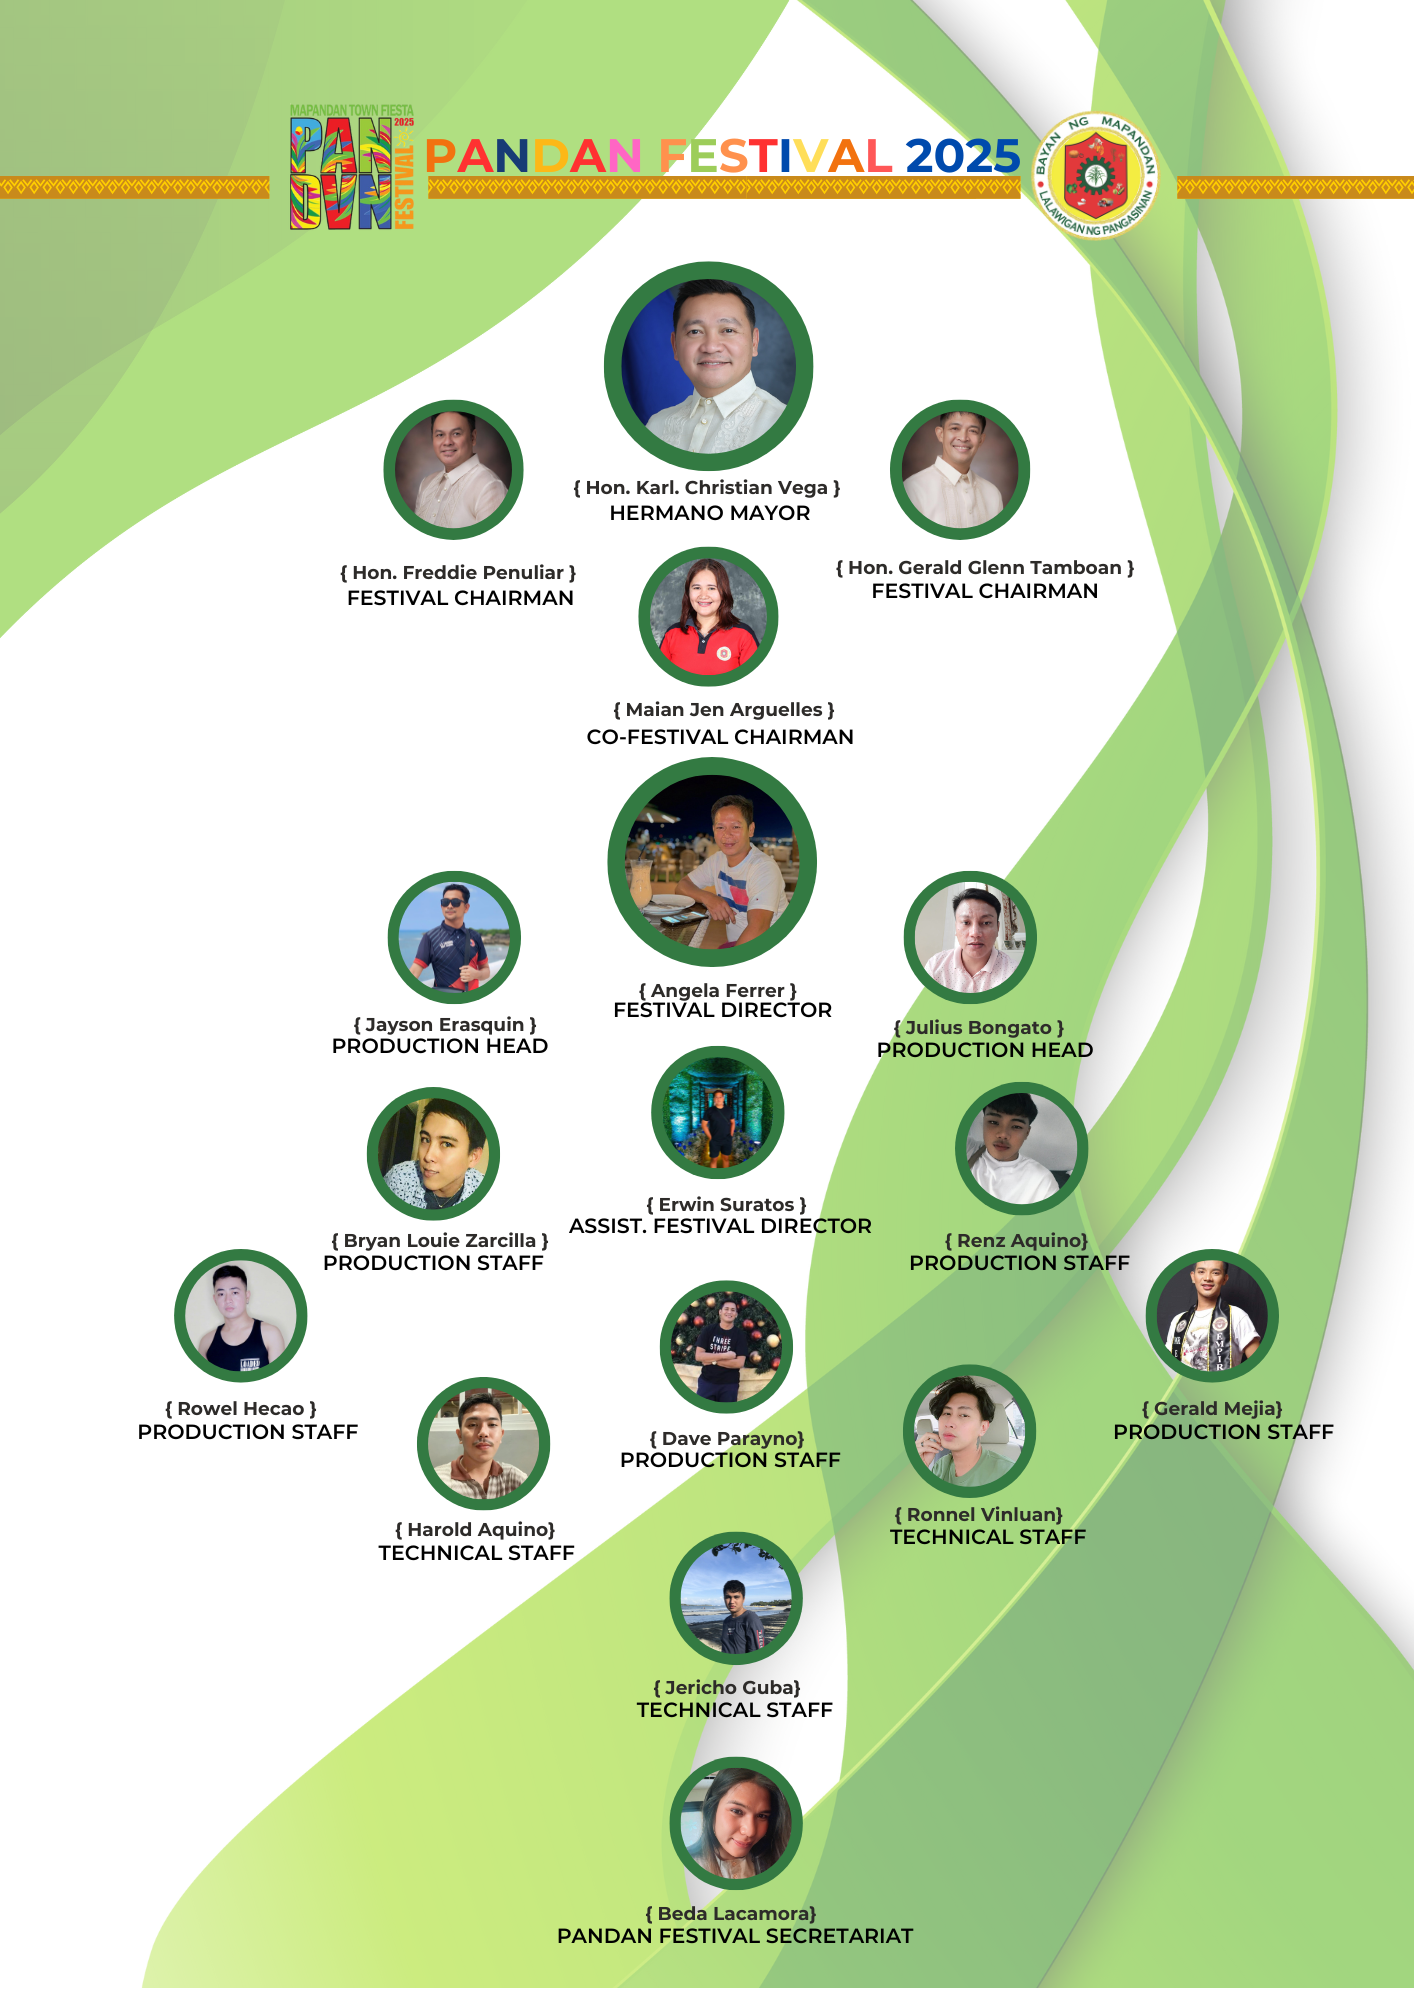 MAPANDAN TOWN FIESTA
2025
PAN
DAN
FESTIVAL
PANDAN FESTIVAL 2025
BAYAN NG MAPANDAN
LALAWIGAN NG PANGASINAN
{ Hon. Karl. Christian Vega }
HERMANO MAYOR
{ Hon. Freddie Penuliar }
FESTIVAL CHAIRMAN
{ Hon. Gerald Glenn Tamboan }
FESTIVAL CHAIRMAN
{ Maian Jen Arguelles }
CO-FESTIVAL CHAIRMAN
{ Angela Ferrer }
FESTIVAL DIRECTOR
{ Jayson Erasquin }
PRODUCTION HEAD
{ Julius Bongato }
PRODUCTION HEAD
{ Erwin Suratos }
ASSIST. FESTIVAL DIRECTOR
{ Bryan Louie Zarcilla }
PRODUCTION STAFF
{ Renz Aquino}
PRODUCTION STAFF
EMPIR
THREE
{ Rowel Hecao }
PRODUCTION STAFF
{ Dave Parayno}
PRODUCTION STAFF
{ Gerald Mejia}
PRODUCTION STAFF
{ Harold Aquino}
TECHNICAL STAFF
{ Ronnel Vinluan}
TECHNICAL STAFF
{ Jericho Guba}
TECHNICAL STAFF
{ Beda Lacamora}
PANDAN FESTIVAL SECRETARIAT